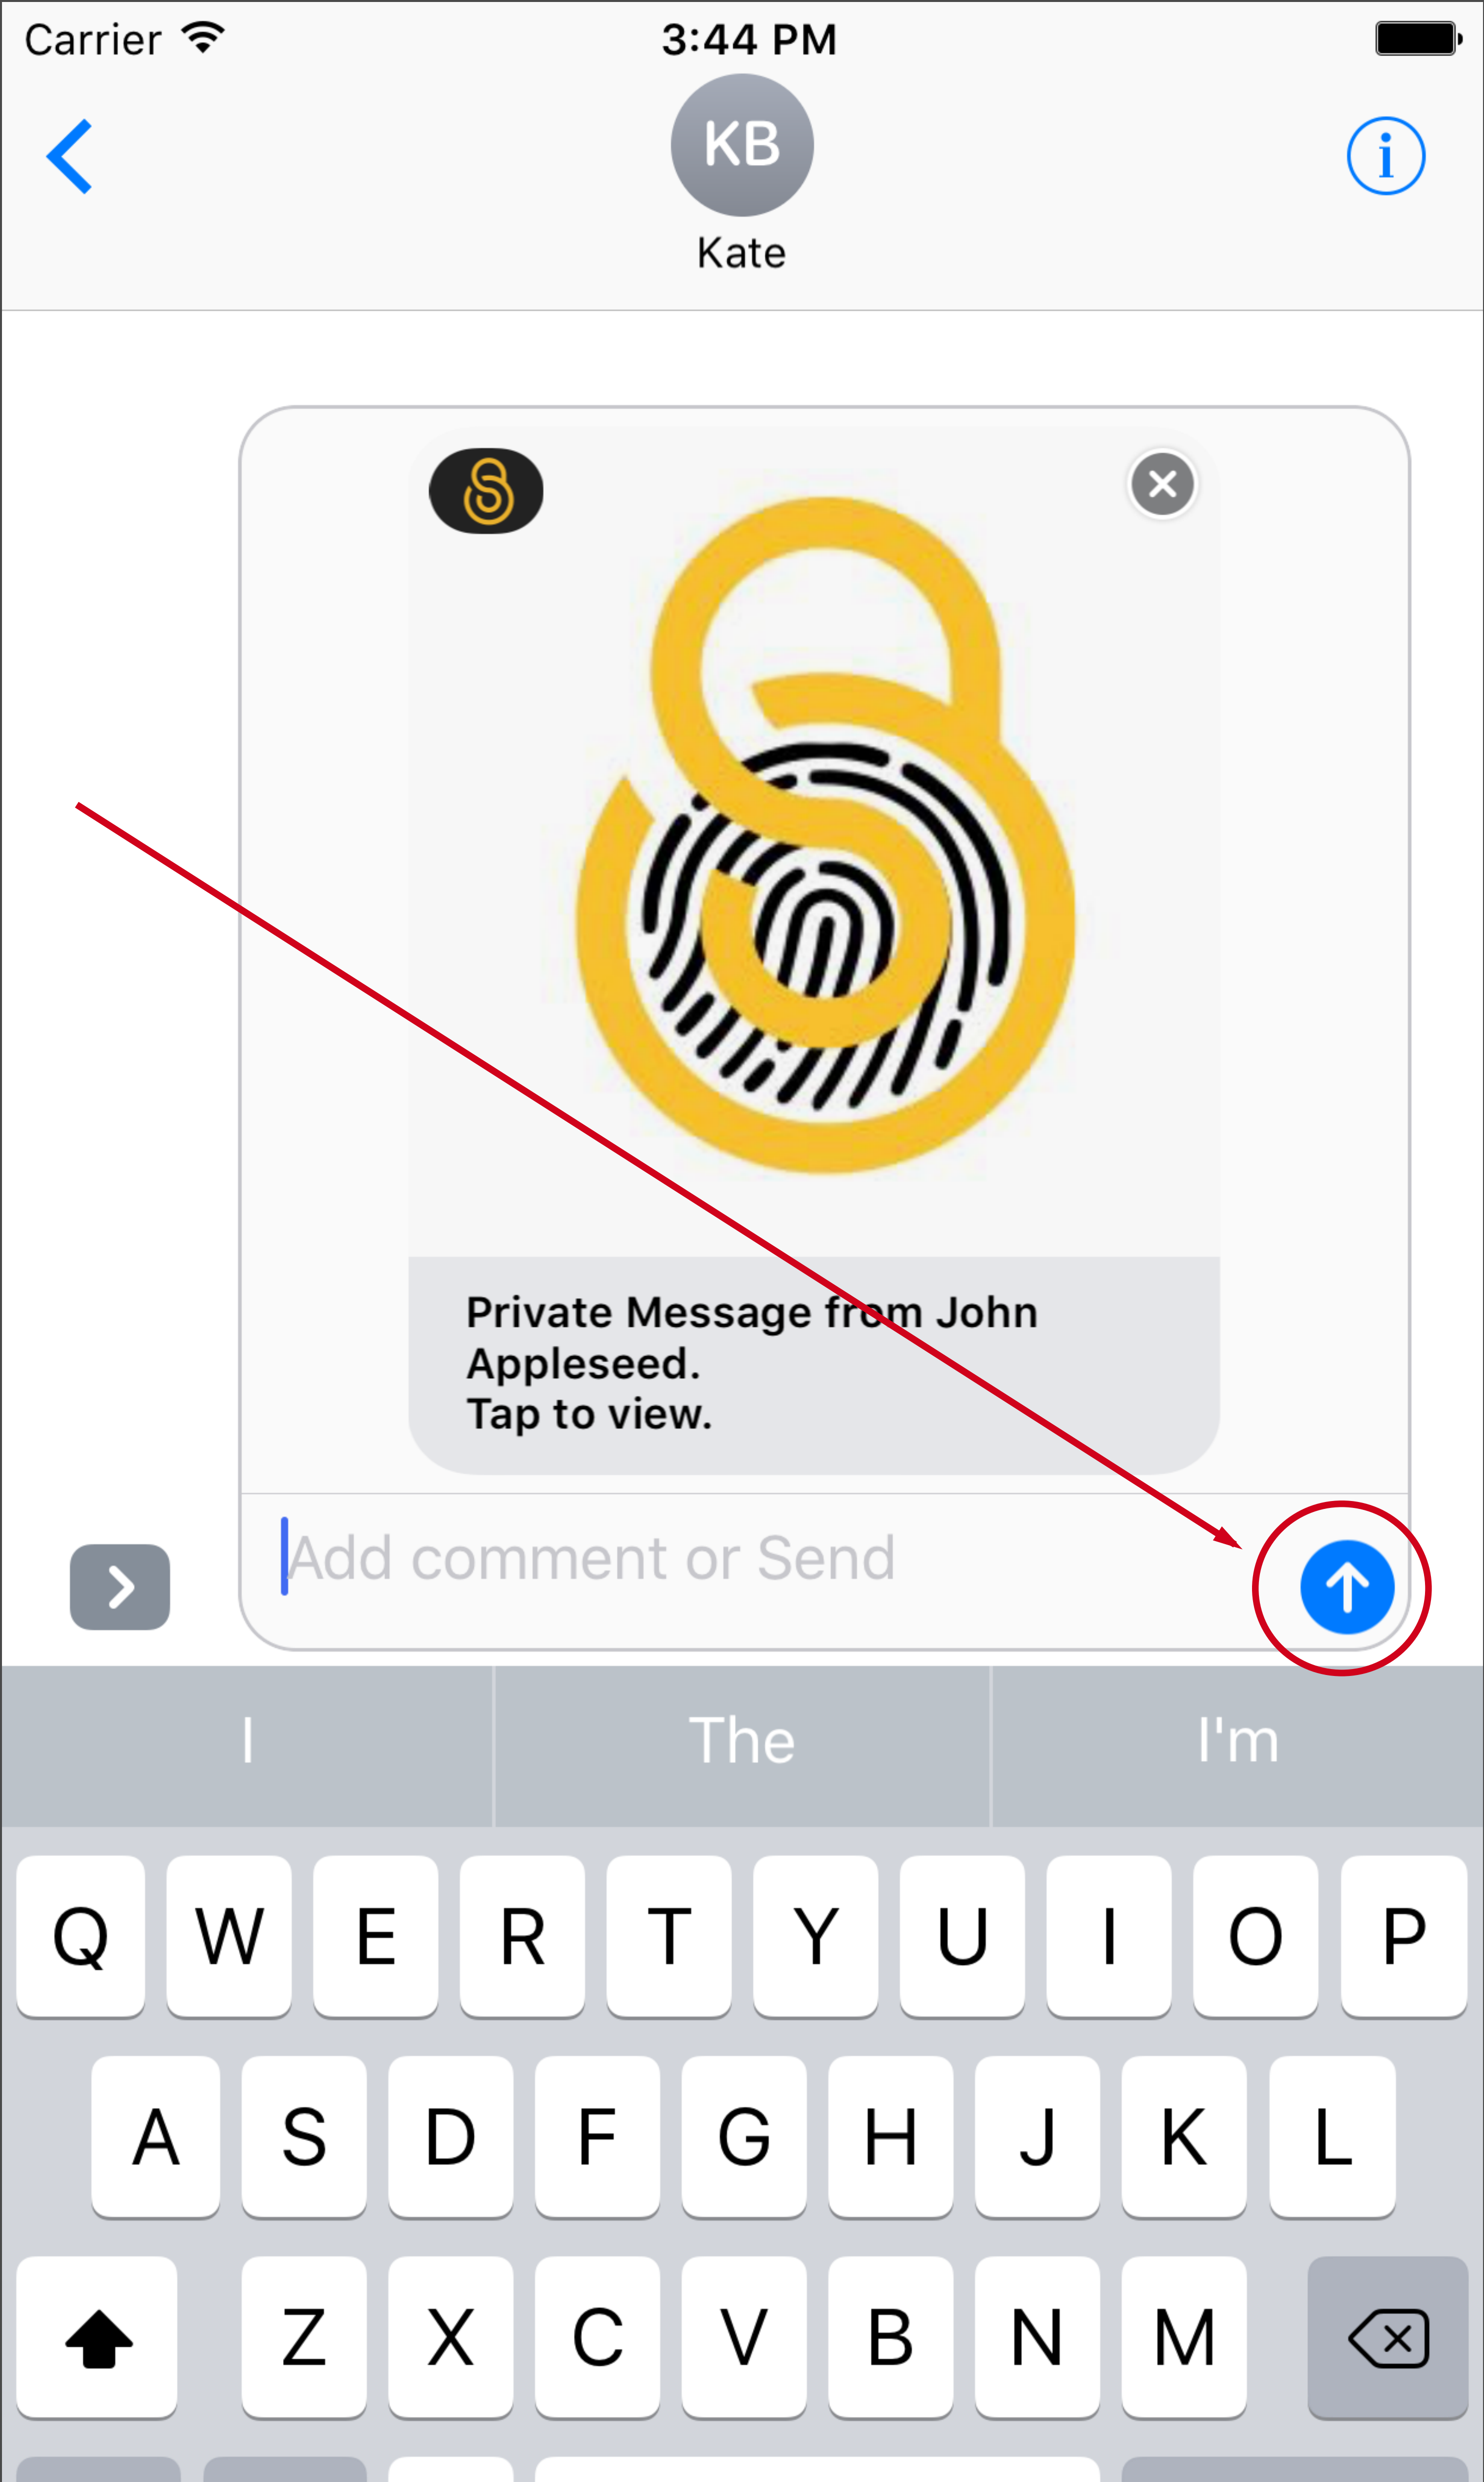 Carrier 3:44 PM
KB
i
Kate
Private Message from John
Appleseed.
Tap to view.
Add comment or Send
I The I'm
Q W E R T Y U I O P
A S D F G H J K L
Z X C V B N M